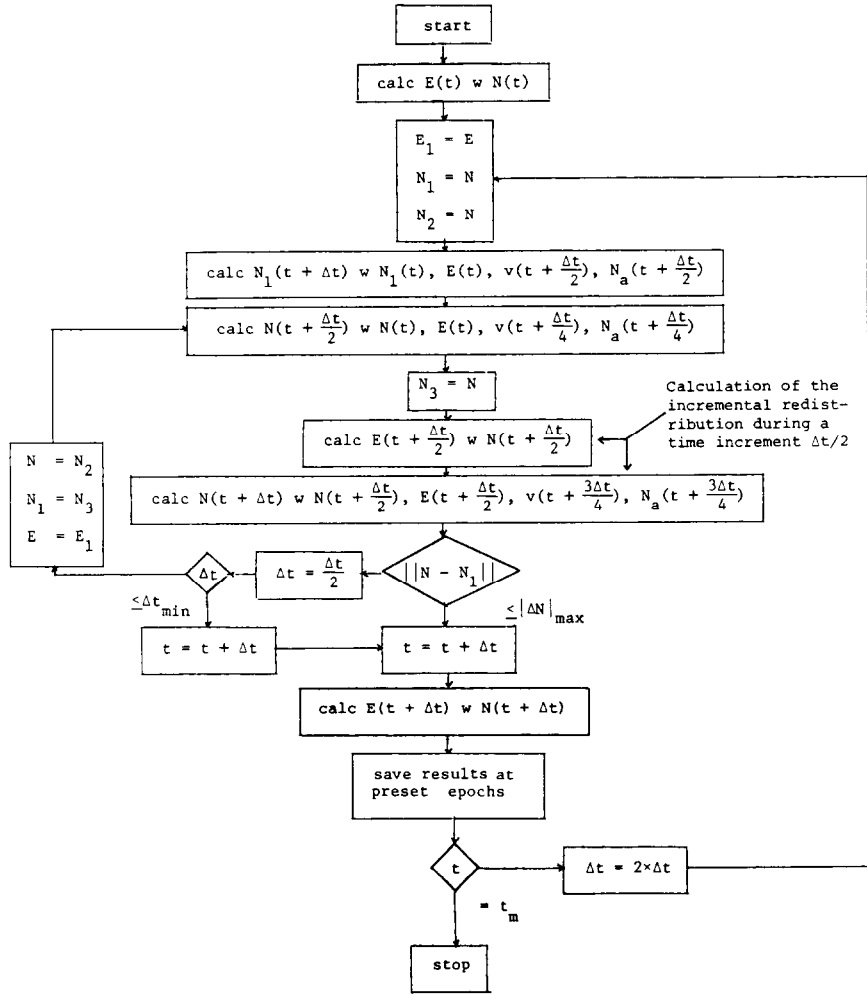 start
calc E(t) w N(t)
E₁ = E
N₁ = N
N₂ = N
calc N₁(t + Δt) w N₁(t), E(t), v(t + Δt/2), Nₐ(t + Δt/2)
calc N(t + Δt/2) w N(t), E(t), v(t + Δt/4), Nₐ(t + Δt/4)
N₃ = N
Calculation of the
incremental redist-
ribution during a
time increment Δt/2
calc E(t + Δt/2) w N(t + Δt/2)
N = N₂
N₁ = N₃
E = E₁
calc N(t + Δt) w N(t + Δt/2), E(t + Δt/2), v(t + 3Δt/4), Nₐ(t + 3Δt/4)
||N - N₁||
Δt = Δt/2
Δt
≤Δt_min
≤|ΔN|_max
t = t + Δt
t = t + Δt
calc E(t + Δt) w N(t + Δt)
save results at
preset epochs
t
Δt = 2×Δt
= t_m
stop